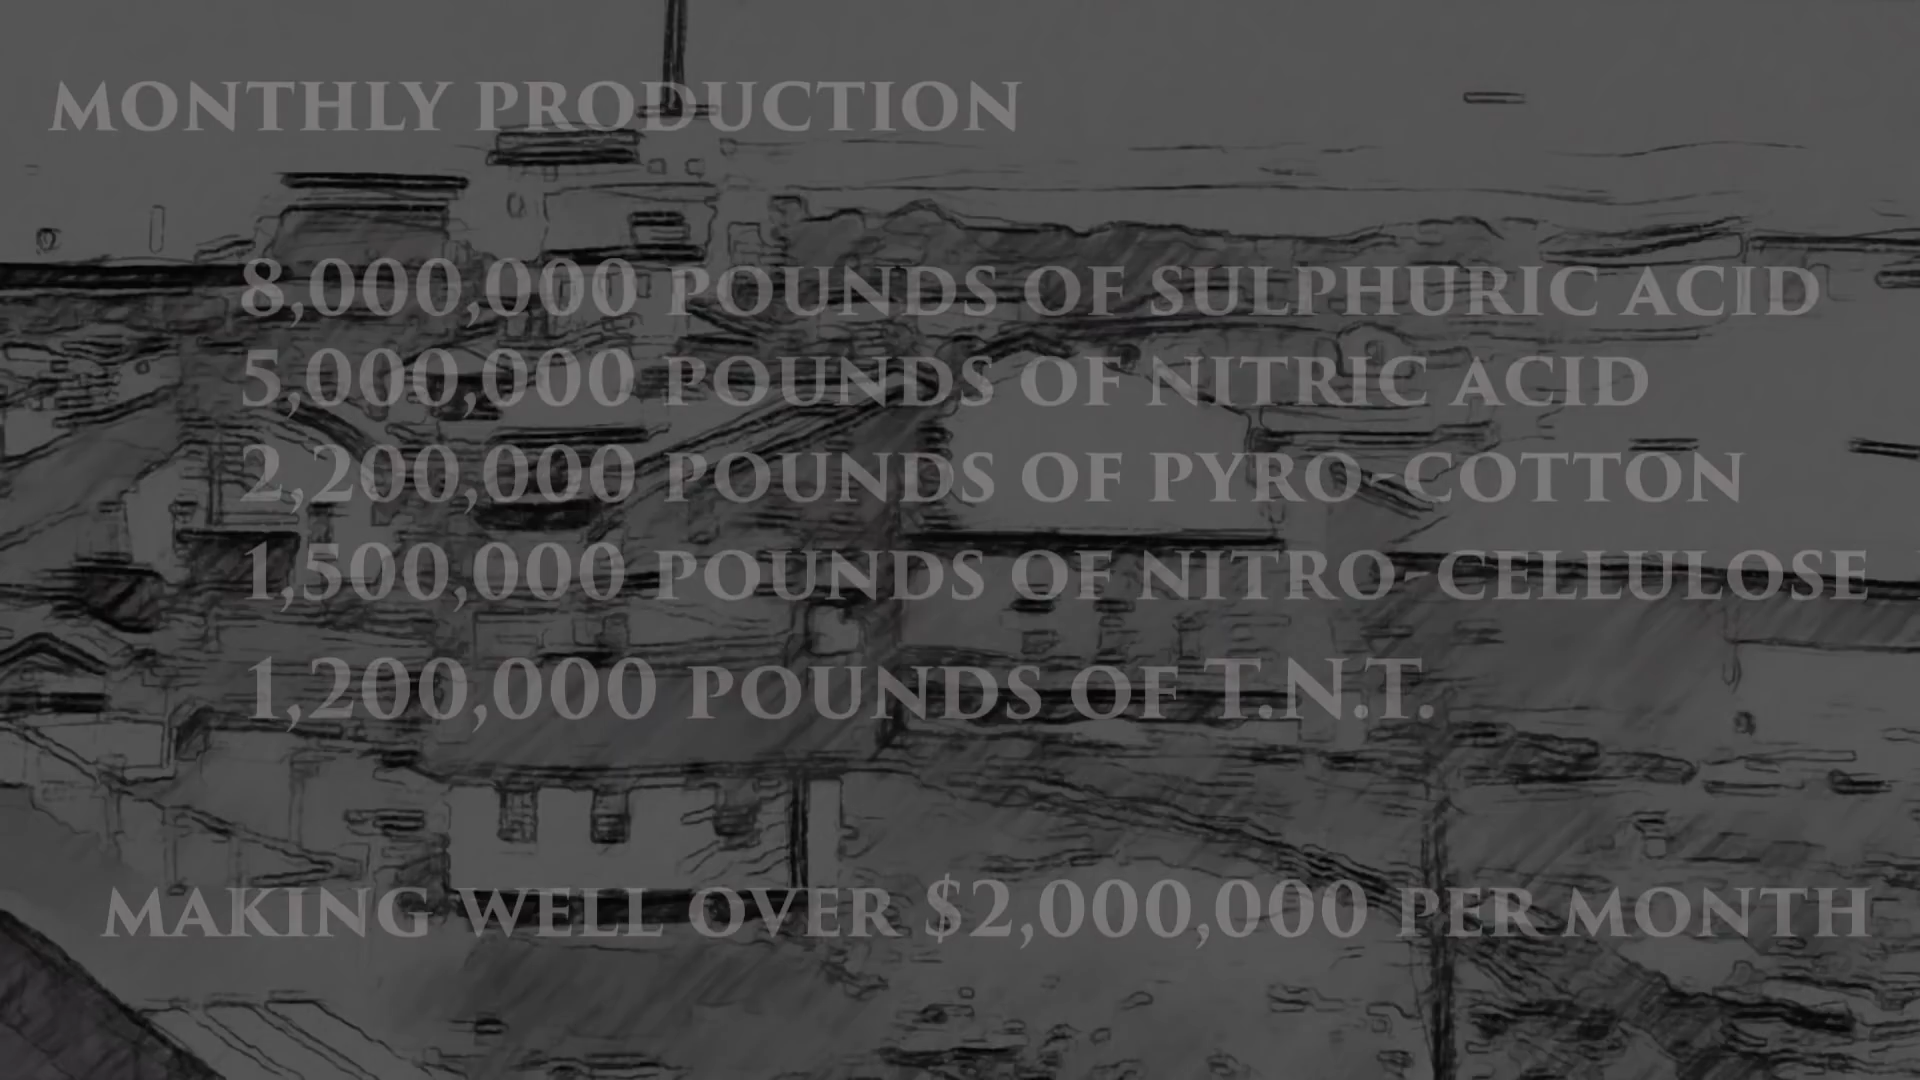 MONTHLY PRODUCTION
8,000,000 POUNDS OF SULPHURIC ACID
5,000,000 POUNDS OF NITRIC ACID
2,200,000 POUNDS OF PYRO-COTTON
1,500,000 POUNDS OF NITRO-CELLULOSE
1,200,000 POUNDS OF T.N.T.
MAKING WELL OVER $2,000,000 PER MONTH